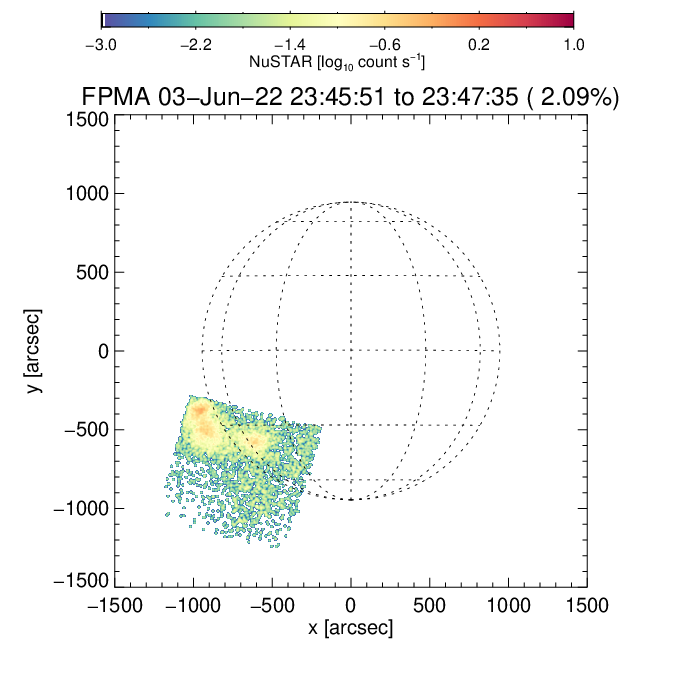 −3.0 −2.2 −1.4 −0.6 0.2 1.0
NuSTAR [log₁₀ count s⁻¹]
FPMA 03−Jun−22 23:45:51 to 23:47:35 ( 2.09%)
1500
1000
500
0
−500
−1000
−1500
y [arcsec]
−1500 −1000 −500 0 500 1000 1500
x [arcsec]